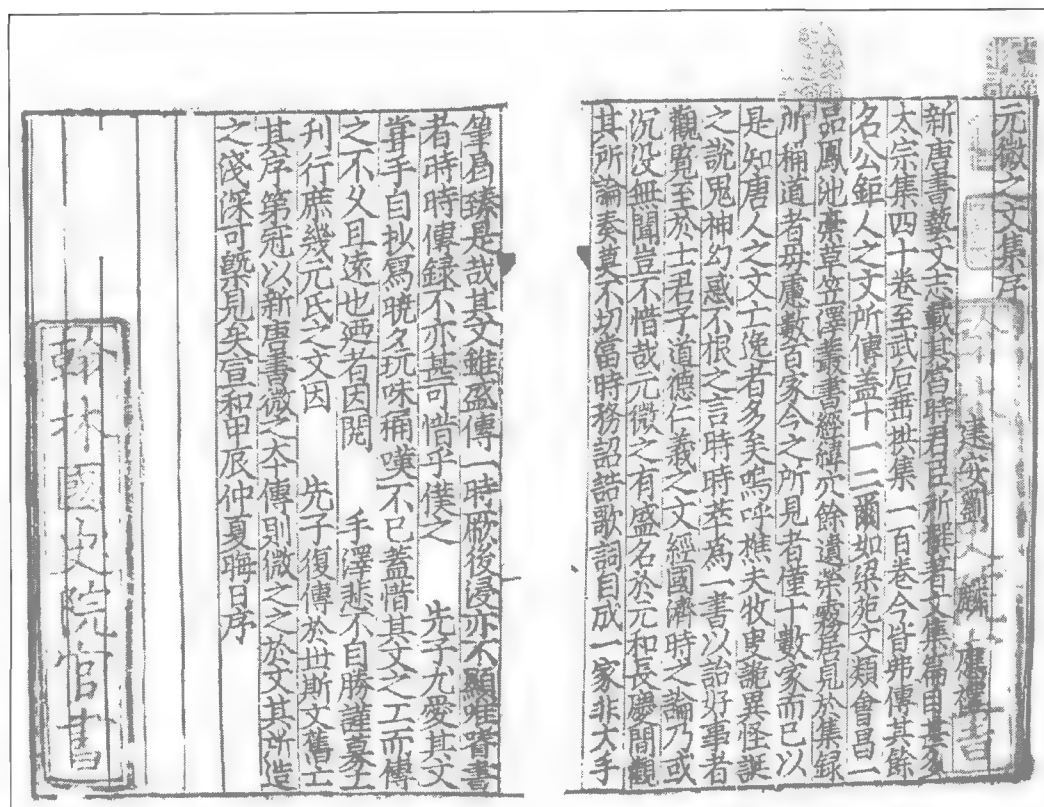 元微之文集序
建安劉 麟 應禮 書
新唐書藝文志載其當時君臣所撰著文集篇目甚多
太宗集四十卷至武后垂拱集一百卷今皆弗傳其餘
名公鉅人之文所傳盖十一二爾如梁苑文類會昌一
品鳳池藁草笠澤叢書經緯穴餘遺榮霧居見於集録
所稱道者毋慮數百家今之所見者僅十數家而已以
是知唐人之文亡逸者多矣嗚呼樵夫牧叟詭異怪誕
之說鬼神幻惑不根之言時時萃為一書以詒好事者
觀覽至於士君子道德仁義之文經國濟時之論乃或
沉没無聞豈不惜哉元微之有盛名於元和長慶間觀
其所論奏莫不切當時務詔誥歌詞自成一家非大手
筆曷臻是哉其文雖盛傳一時厥後浸亦不顯唯嗜書
者時時傳録不亦甚可惜乎僕之 先子尤愛其文
甞手自抄寫曉夕玩味稱嘆不已蓋惜其文之工而傳
之不久且遠也迺者因閱 手澤悲不自勝謹募工
刊行庶幾元氏之文因 先子復傳於世斯文舊亡
其序第冠以新唐書微之本傳則微之之於文其所造
之淺深可槩見矣宣和甲辰仲夏晦日序
翰林國史院官書